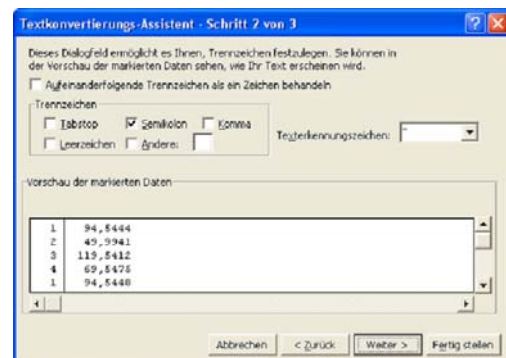 Textkonvertierungs-Assistent - Schritt 2 von 3
Dieses Dialogfeld ermöglicht es Ihnen, Trennzeichen festzulegen. Sie können in
der Vorschau der markierten Daten sehen, wie Ihr Text erscheinen wird.
Aufeinanderfolgende Trennzeichen als ein Zeichen behandeln
Trennzeichen
Tabstop Semikolon Komma
Leerzeichen Andere:
Texterkennungszeichen: "
Vorschau der markierten Daten
1 94,5444
2 49,9941
3 119,5412
4 69,5475
1 94,5448
Abbrechen < Zurück Weiter > Fertig stellen